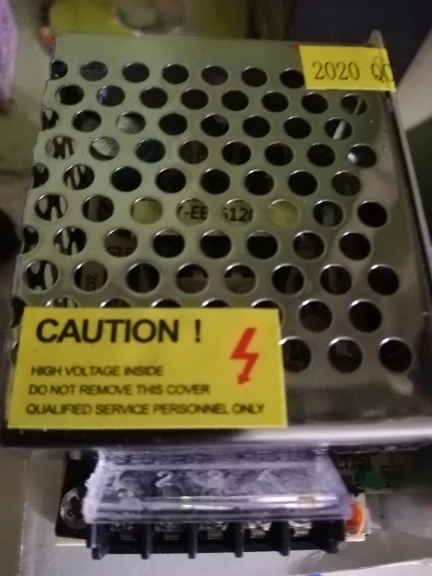 2020 QC
CAUTION !
HIGH VOLTAGE INSIDE
DO NOT REMOVE THIS COVER
QUALIFIED SERVICE PERSONNEL ONLY